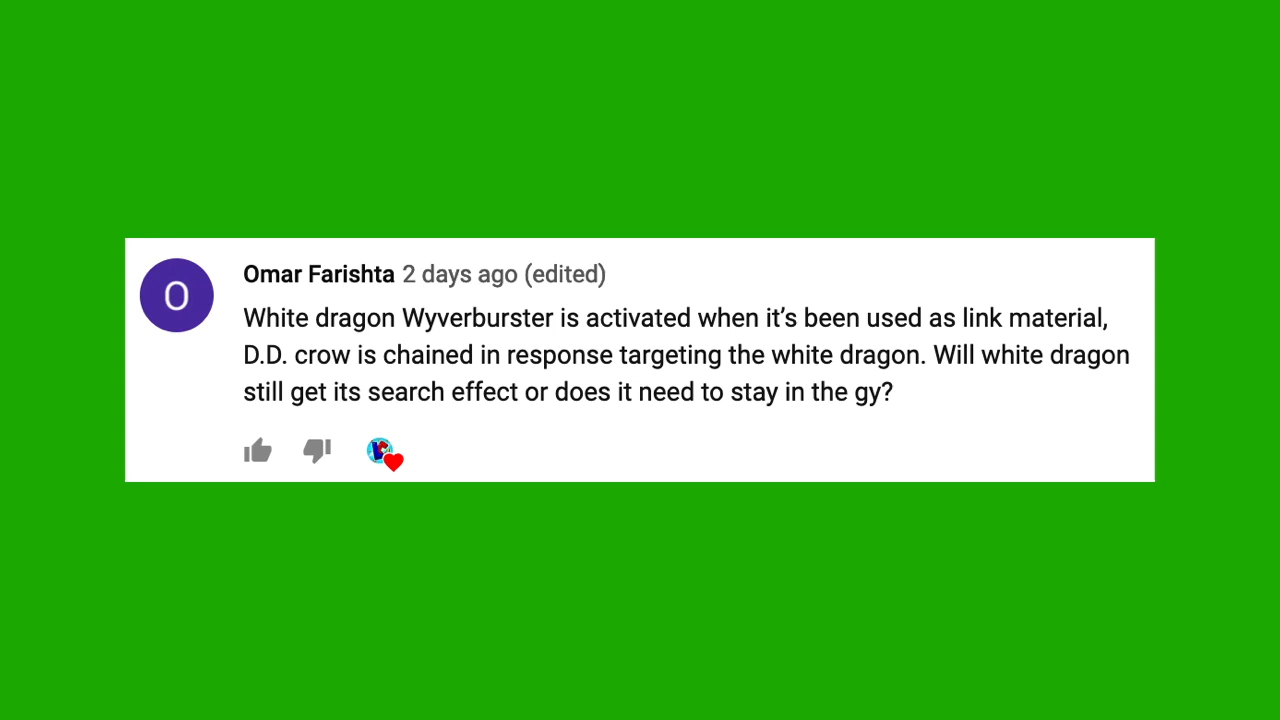 O
Omar Farishta 2 days ago (edited)
White dragon Wyverburster is activated when it’s been used as link material,
D.D. crow is chained in response targeting the white dragon. Will white dragon
still get its search effect or does it need to stay in the gy?